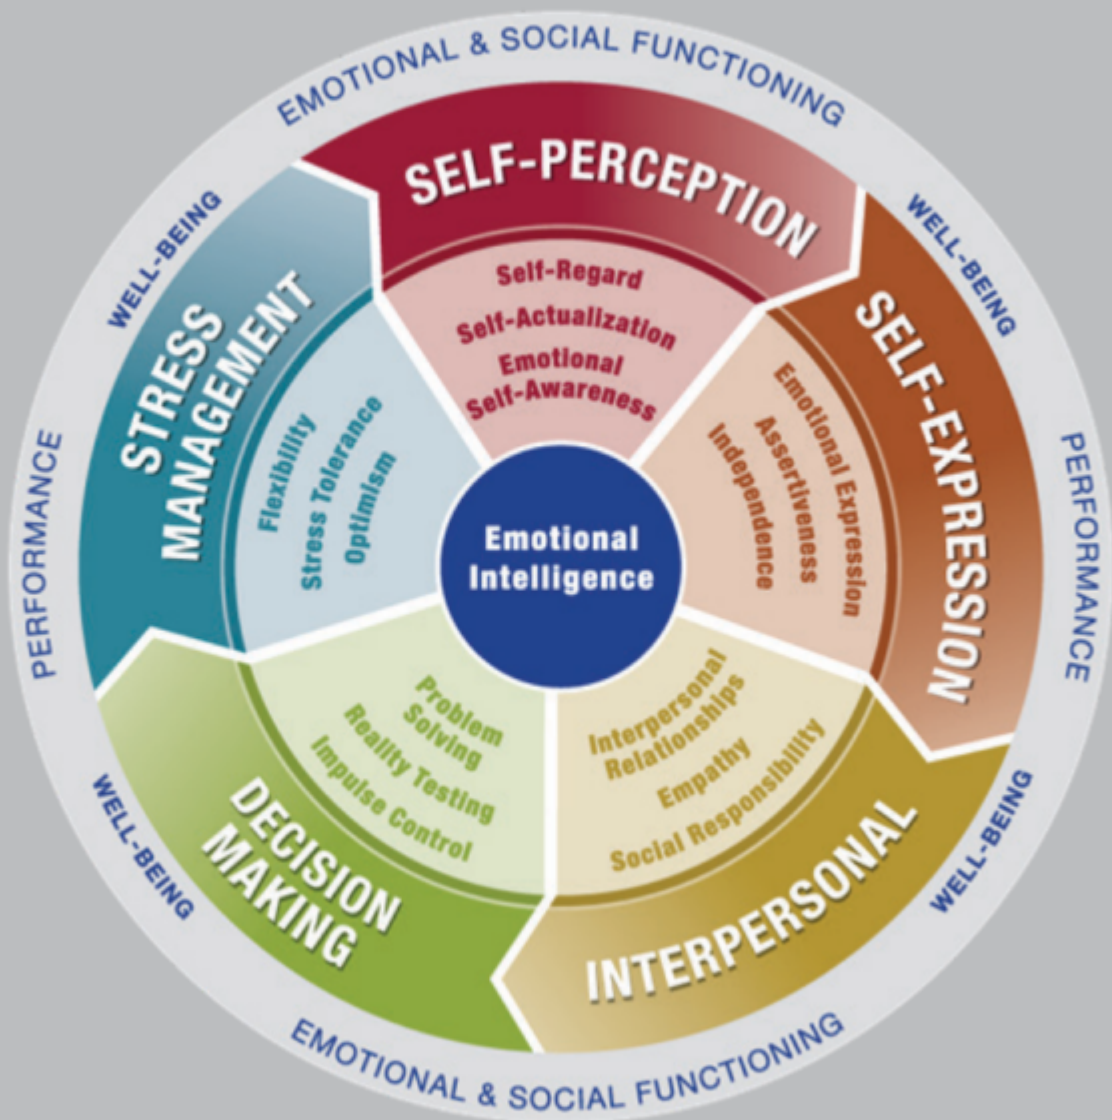 EMOTIONAL & SOCIAL FUNCTIONING
WELL-BEING
WELL-BEING
PERFORMANCE
PERFORMANCE
WELL-BEING
WELL-BEING
EMOTIONAL & SOCIAL FUNCTIONING
SELF-PERCEPTION
Self-Regard
Self-Actualization
Emotional
Self-Awareness
SELF-EXPRESSION
Emotional Expression
Assertiveness
Independence
INTERPERSONAL
Interpersonal
Relationships
Empathy
Social Responsibility
DECISION
MAKING
Problem
Solving
Reality Testing
Impulse Control
STRESS
MANAGEMENT
Flexibility
Stress Tolerance
Optimism
Emotional
Intelligence